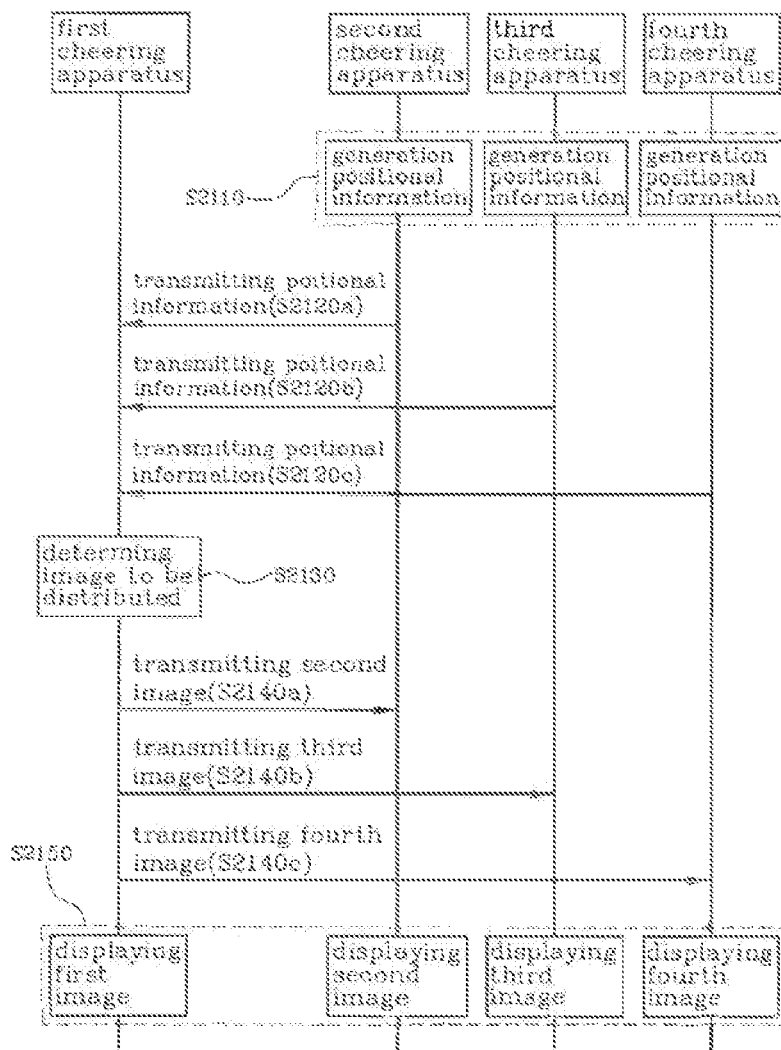 first
cheering
apparatus
second
cheering
apparatus
third
cheering
apparatus
fourth
cheering
apparatus
generation
positional
information
generation
positional
information
generation
positional
information
S2110
transmitting poitional
information(S2120a)
transmitting poitional
information(S2120b)
transmitting poitional
information(S2120c)
determing
image to be
distributed
S2130
transmitting second
image(S2140a)
transmitting third
image(S2140b)
transmitting fourth
image(S2140c)
S2150
displaying
first
image
displaying
second
image
displaying
third
image
displaying
fourth
image